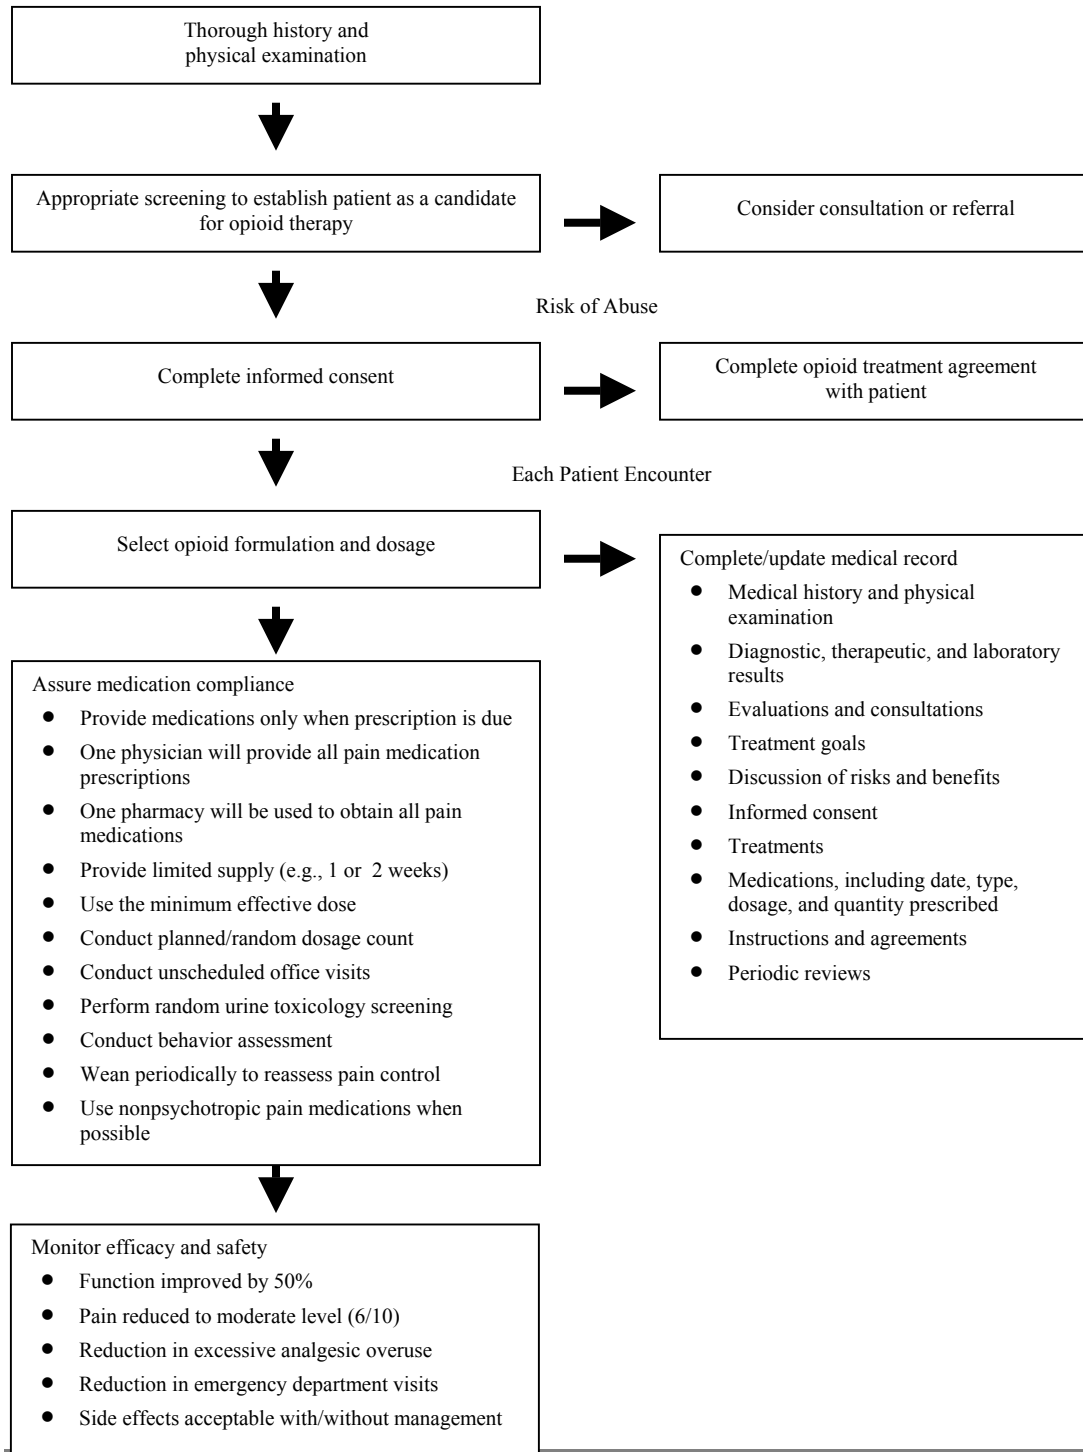 Thorough history and
physical examination
Appropriate screening to establish patient as a candidate
for opioid therapy
Consider consultation or referral
Risk of Abuse
Complete informed consent
Complete opioid treatment agreement
with patient
Each Patient Encounter
Select opioid formulation and dosage
Complete/update medical record
● Medical history and physical
examination
● Diagnostic, therapeutic, and laboratory
results
● Evaluations and consultations
● Treatment goals
● Discussion of risks and benefits
● Informed consent
● Treatments
● Medications, including date, type,
dosage, and quantity prescribed
● Instructions and agreements
● Periodic reviews
Assure medication compliance
● Provide medications only when prescription is due
● One physician will provide all pain medication
prescriptions
● One pharmacy will be used to obtain all pain
medications
● Provide limited supply (e.g., 1 or 2 weeks)
● Use the minimum effective dose
● Conduct planned/random dosage count
● Conduct unscheduled office visits
● Perform random urine toxicology screening
● Conduct behavior assessment
● Wean periodically to reassess pain control
● Use nonpsychotropic pain medications when
possible
Monitor efficacy and safety
● Function improved by 50%
● Pain reduced to moderate level (6/10)
● Reduction in excessive analgesic overuse
● Reduction in emergency department visits
● Side effects acceptable with/without management